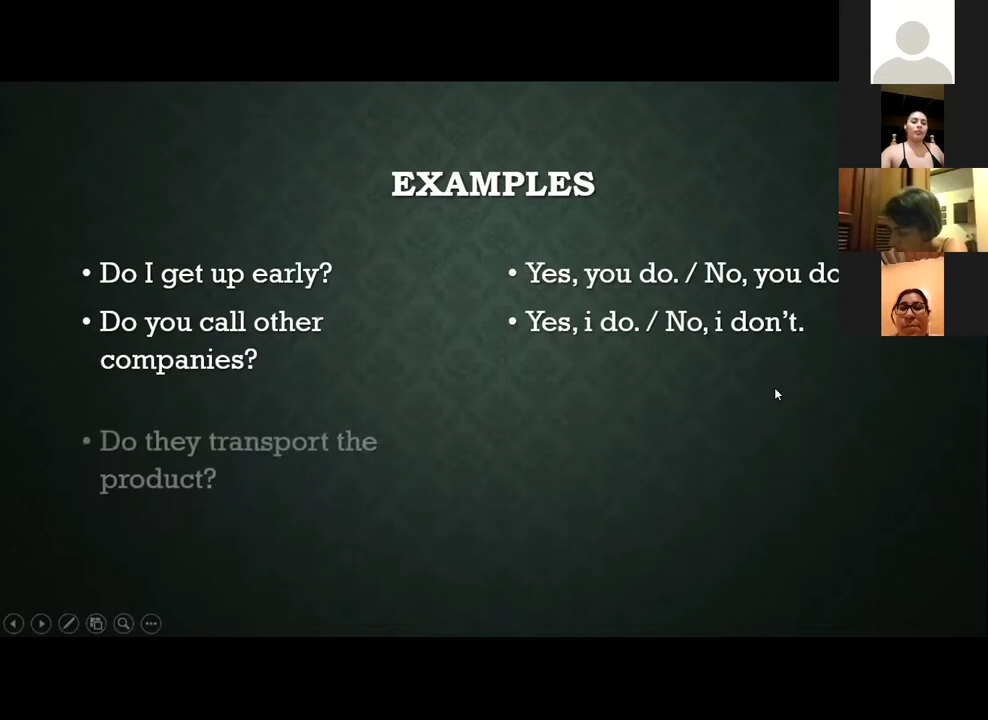 EXAMPLES
• Do I get up early?
• Do you call other
companies?
• Do they transport the
product?
• Yes, you do. / No, you do
• Yes, i do. / No, i don't.